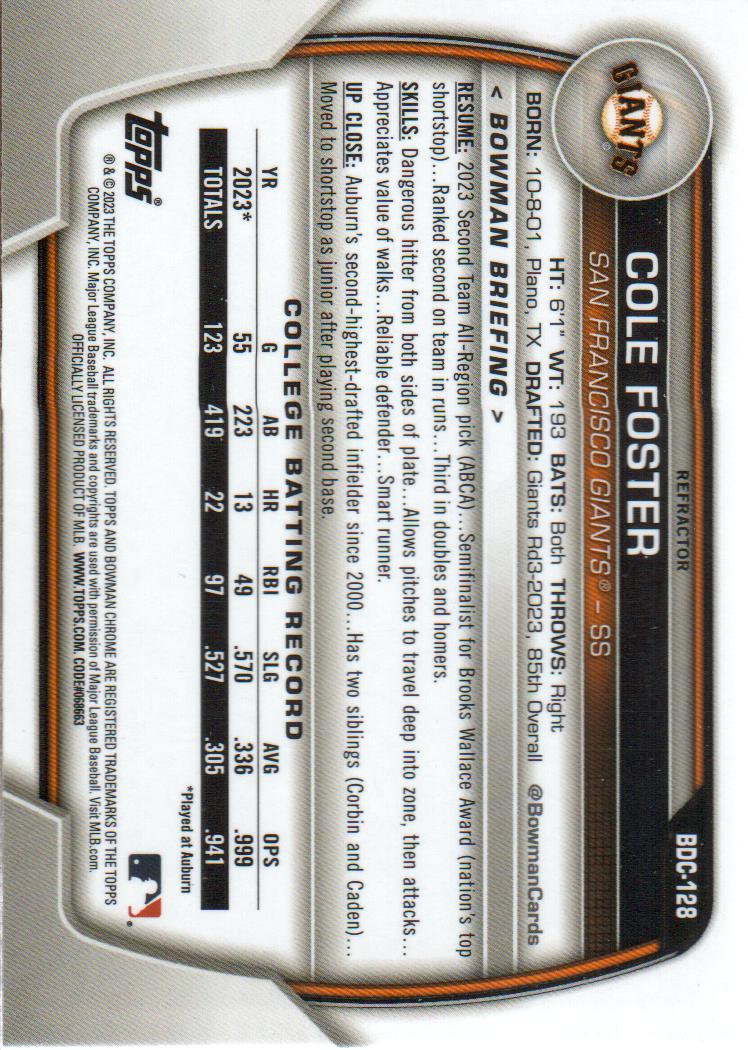 REFRACTOR
BDC-128
GIANTS
COLE FOSTER
SAN FRANCISCO GIANTS® – SS
HT: 6'1" WT: 193 BATS: Both THROWS: Right
BORN: 10-8-01, Plano, TX DRAFTED: Giants Rd3-2023, 85th Overall @BowmanCards
< BOWMAN BRIEFING >
RESUME: 2023 Second Team All-Region pick (ABCA)...Semifinalist for Brooks Wallace Award (nation's top
shortstop)...Ranked second on team in runs...Third in doubles and homers.
SKILLS: Dangerous hitter from both sides of plate...Allows pitches to travel deep into zone, then attacks...
Appreciates value of walks...Reliable defender...Smart runner.
UP CLOSE: Auburn's second-highest-drafted infielder since 2000...Has two siblings (Corbin and Caden)...
Moved to shortstop as junior after playing second base.
COLLEGE BATTING RECORD
YR G AB HR RBI SLG AVG OPS
2023* 55 223 13 49 .570 .336 .999
TOTALS 123 419 22 97 .527 .305 .941
*Played at Auburn
topps®
® & © 2023 THE TOPPS COMPANY, INC. ALL RIGHTS RESERVED. TOPPS AND BOWMAN CHROME ARE REGISTERED TRADEMARKS OF THE TOPPS
COMPANY, INC. Major League Baseball trademarks and copyrights are used with permission of Major League Baseball. Visit MLB.com.
OFFICIALLY LICENSED PRODUCT OF MLB. WWW.TOPPS.COM. CODE#068663